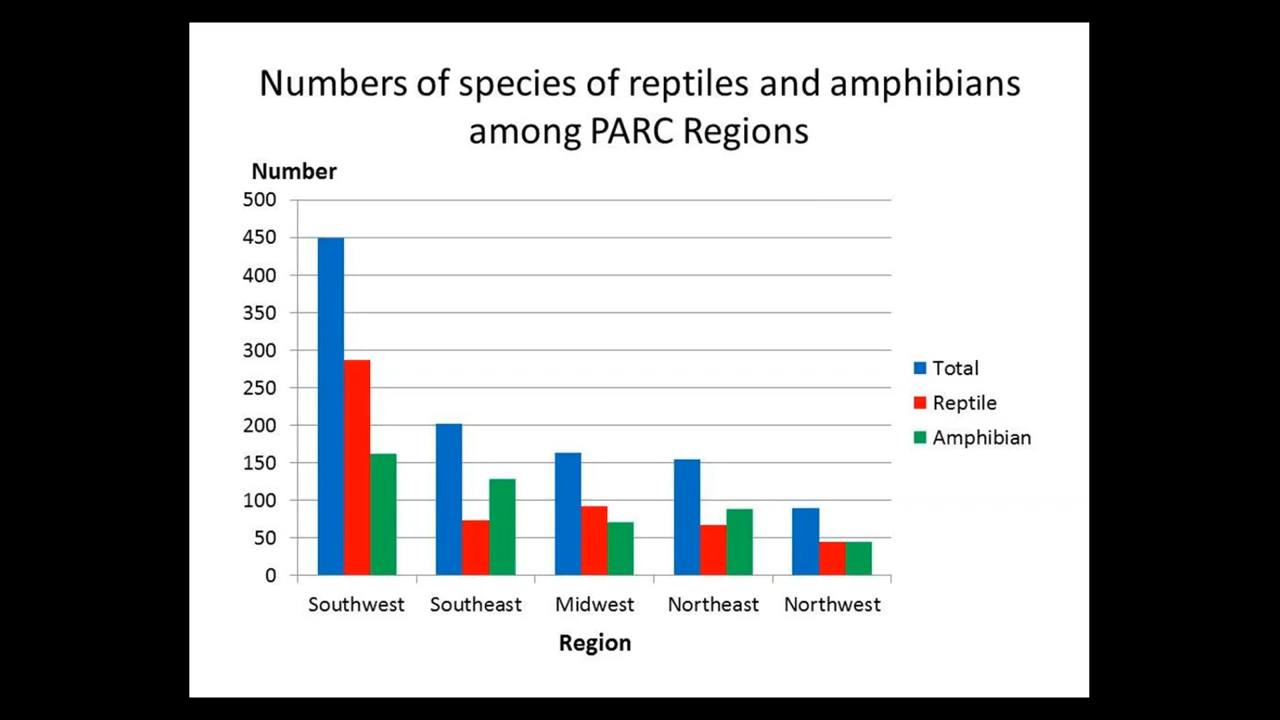 Numbers of species of reptiles and amphibians
among PARC Regions
Number
500
450
400
350
300
250
200
150
100
50
0
Southwest Southeast Midwest Northeast Northwest
Region
Total
Reptile
Amphibian